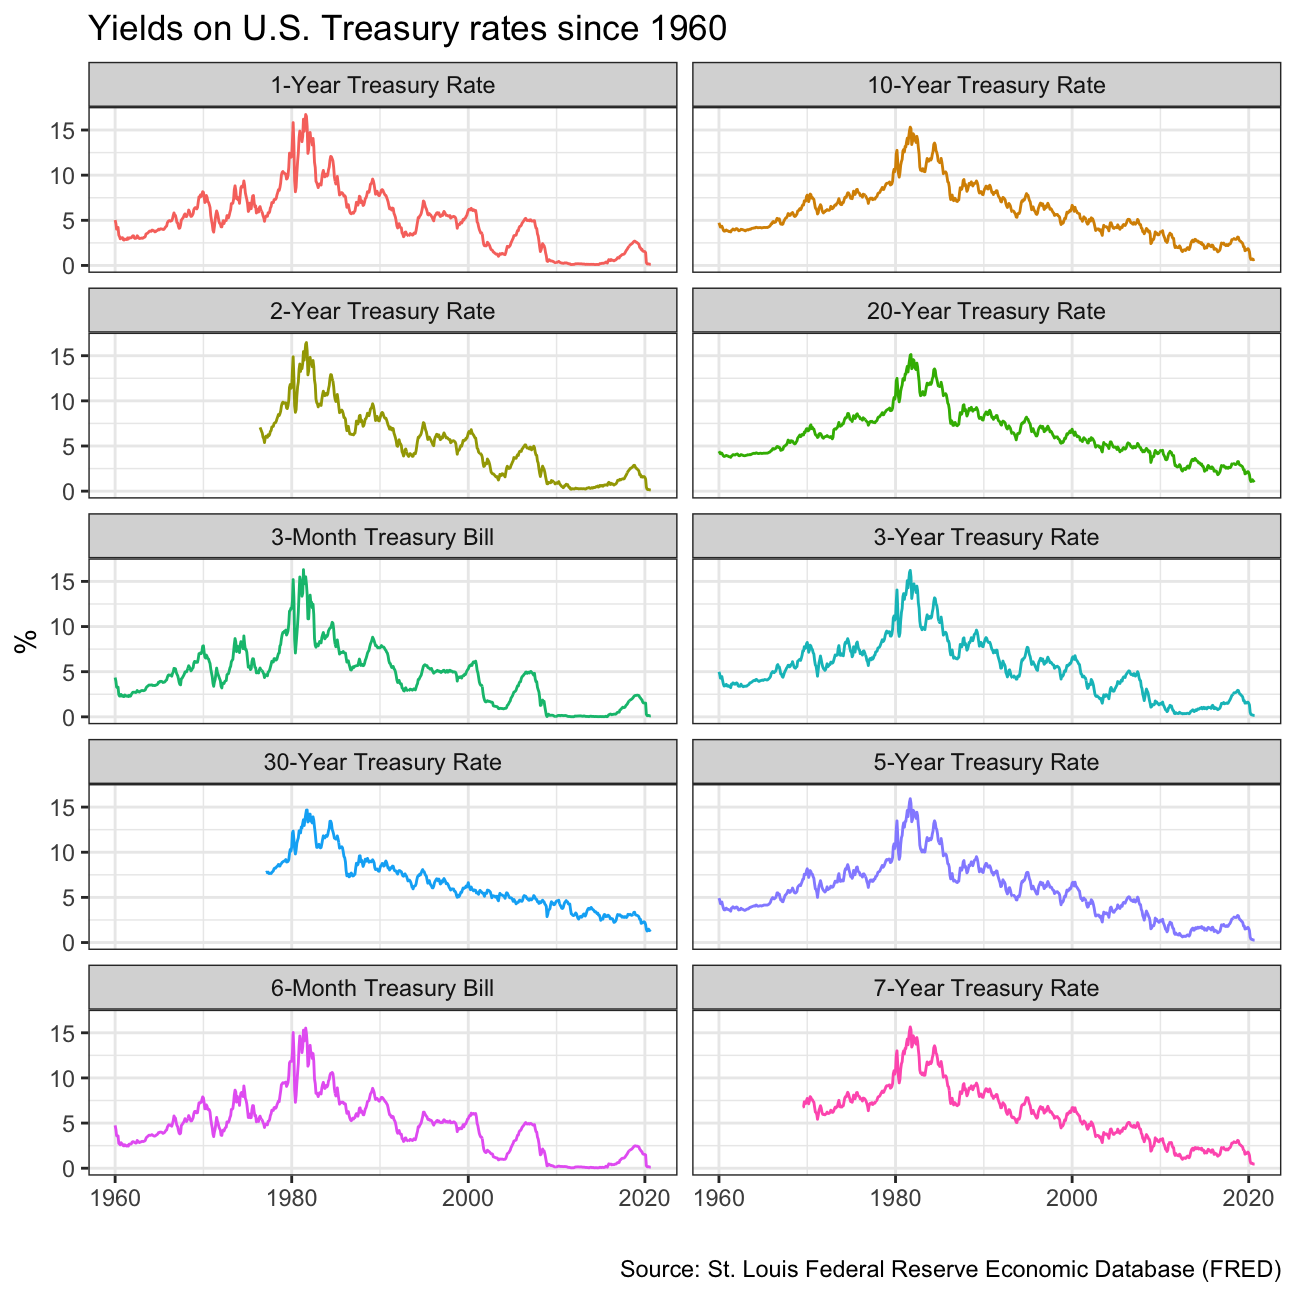 Yields on U.S. Treasury rates since 1960
1-Year Treasury Rate
10-Year Treasury Rate
15
10
5
0
2-Year Treasury Rate
20-Year Treasury Rate
15
10
5
0
3-Month Treasury Bill
3-Year Treasury Rate
15
10
5
0
%
30-Year Treasury Rate
5-Year Treasury Rate
15
10
5
0
6-Month Treasury Bill
7-Year Treasury Rate
15
10
5
0
1960 1980 2000 2020
1960 1980 2000 2020
Source: St. Louis Federal Reserve Economic Database (FRED)